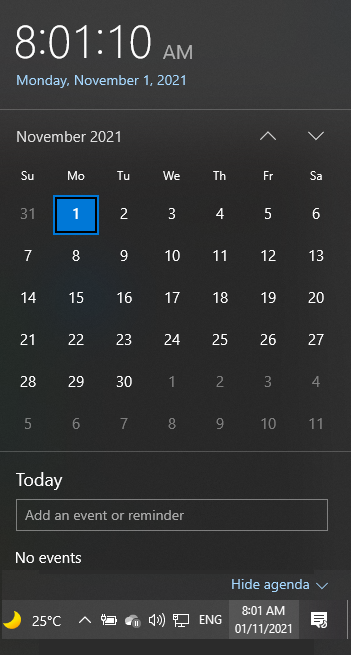 8:01:10 AM
Monday, November 1, 2021
November 2021
Su Mo Tu We Th Fr Sa
31 1 2 3 4 5 6
7 8 9 10 11 12 13
14 15 16 17 18 19 20
21 22 23 24 25 26 27
28 29 30 1 2 3 4
5 6 7 8 9 10 11
Today
Add an event or reminder
No events
Hide agenda
25°C ENG 8:01 AM
01/11/2021